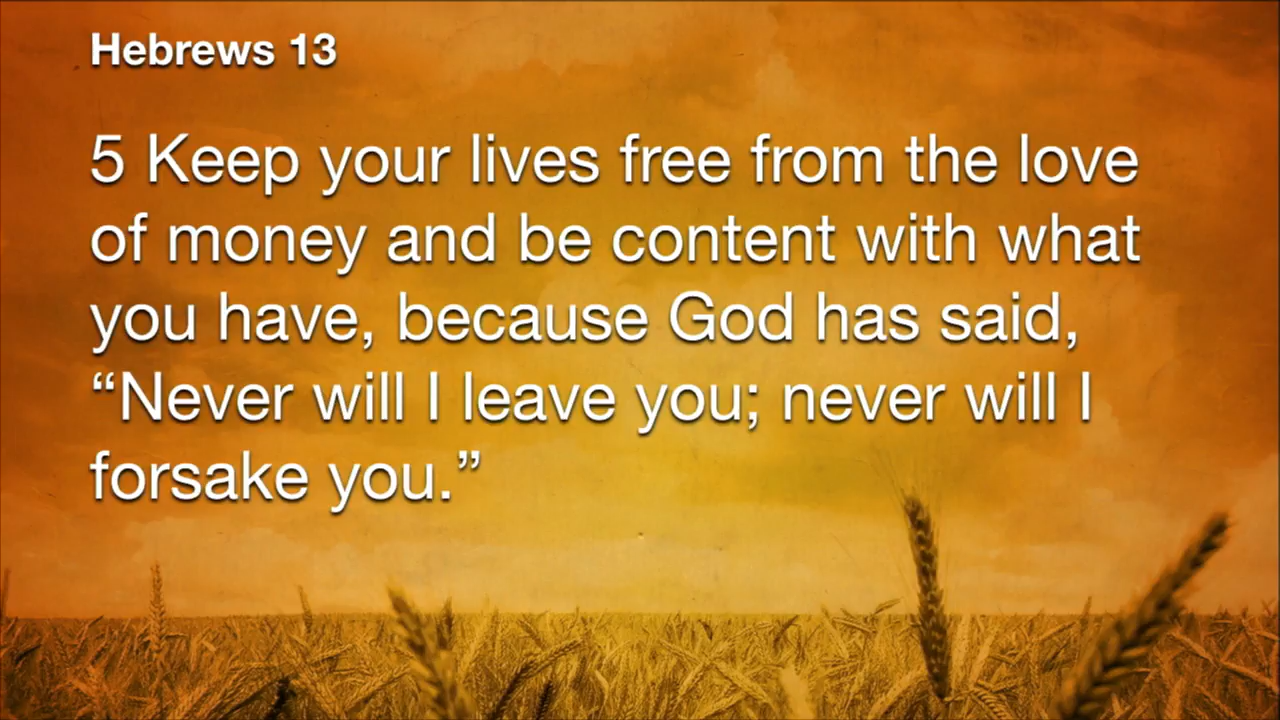 Hebrews 13
5 Keep your lives free from the love
of money and be content with what
you have, because God has said,
“Never will I leave you; never will I
forsake you.”